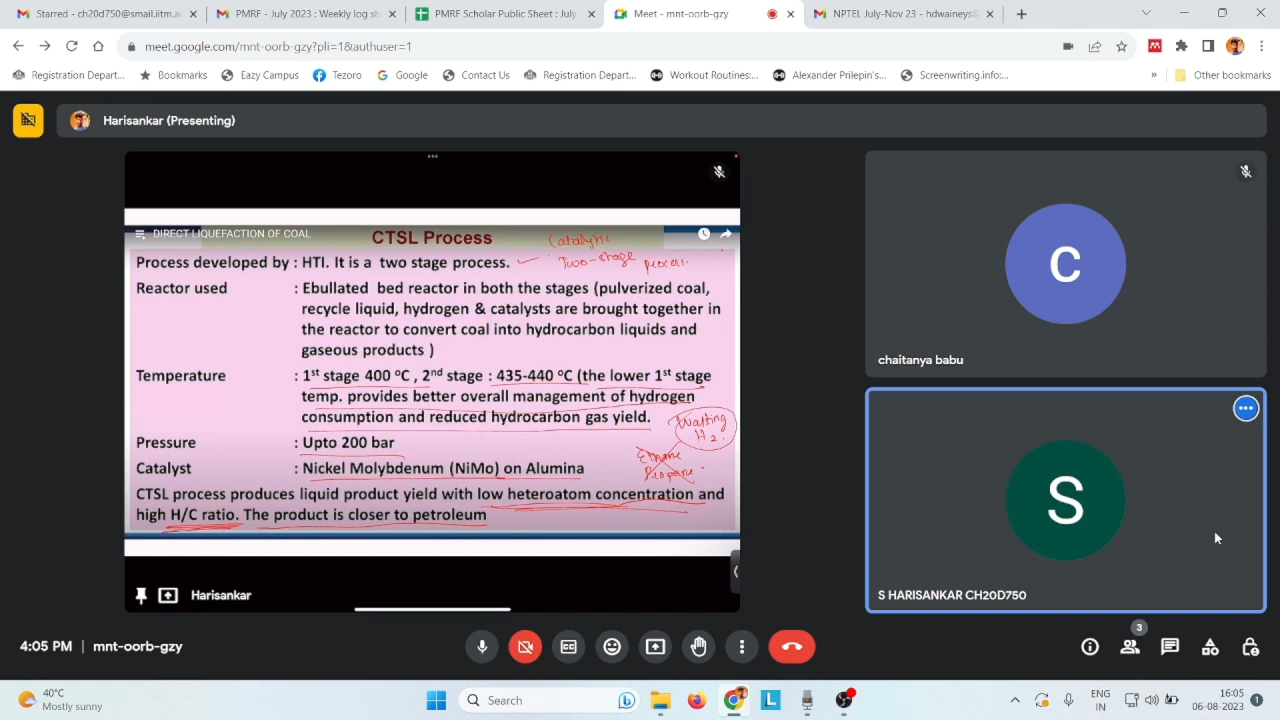 Starred - ch20d750@smail.iitm.ac
PMRF - July 2023 : Weekly log sh
PMRF Scholar Public Sheet : July
Meet - mnt-oorb-gzy
NPTEL July-Nov 23 - hdwaineys@
meet.google.com/mnt-oorb-gzy?pli=1&authuser=1
Registration Depart...
Bookmarks
Eazy Campus
Tezoro
Google
Contact Us
Registration Depart...
Workout Routines:...
Alexander Prilepin's...
Screenwriting.info:...
»
Other bookmarks
Harisankar (Presenting)
DIRECT LIQUEFACTION OF COAL
CTSL Process
Catalytic
Two-stage process.
Process developed by : HTI. It is a two stage process.
Reactor used : Ebullated bed reactor in both the stages (pulverized coal,
recycle liquid, hydrogen & catalysts are brought together in
the reactor to convert coal into hydrocarbon liquids and
gaseous products )
Temperature : 1st stage 400 °C , 2nd stage : 435-440 °C (the lower 1st stage
temp. provides better overall management of hydrogen
consumption and reduced hydrocarbon gas yield.
Wasting
H2.
Pressure : Upto 200 bar
Ethane
Propane
Catalyst : Nickel Molybdenum (NiMo) on Alumina
CTSL process produces liquid product yield with low heteroatom concentration and
high H/C ratio. The product is closer to petroleum
Harisankar
C
chaitanya babu
S
S HARISANKAR CH20D750
4:05 PM | mnt-oorb-gzy
3
40°C
Mostly sunny
Search
L
ENG
IN
16:05
06-08-2023
1